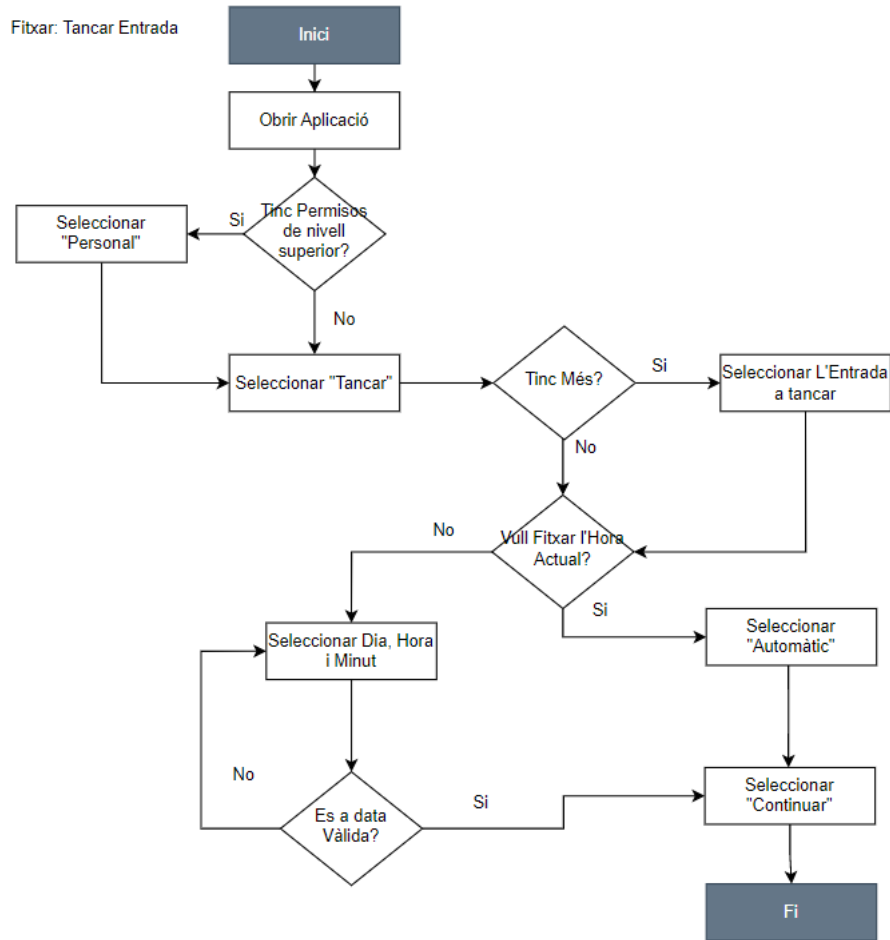 Fitxar: Tancar Entrada
Inici
Obrir Aplicació
Tinc Permisos
de nivell
superior?
Si
Seleccionar
"Personal"
No
Seleccionar "Tancar"
Tinc Més?
Si
Seleccionar L'Entrada
a tancar
No
Vull Fitxar l'Hora
Actual?
No
Si
Seleccionar Dia, Hora
i Minut
Seleccionar
"Automàtic"
No
Es a data
Vàlida?
Si
Seleccionar
"Continuar"
Fi